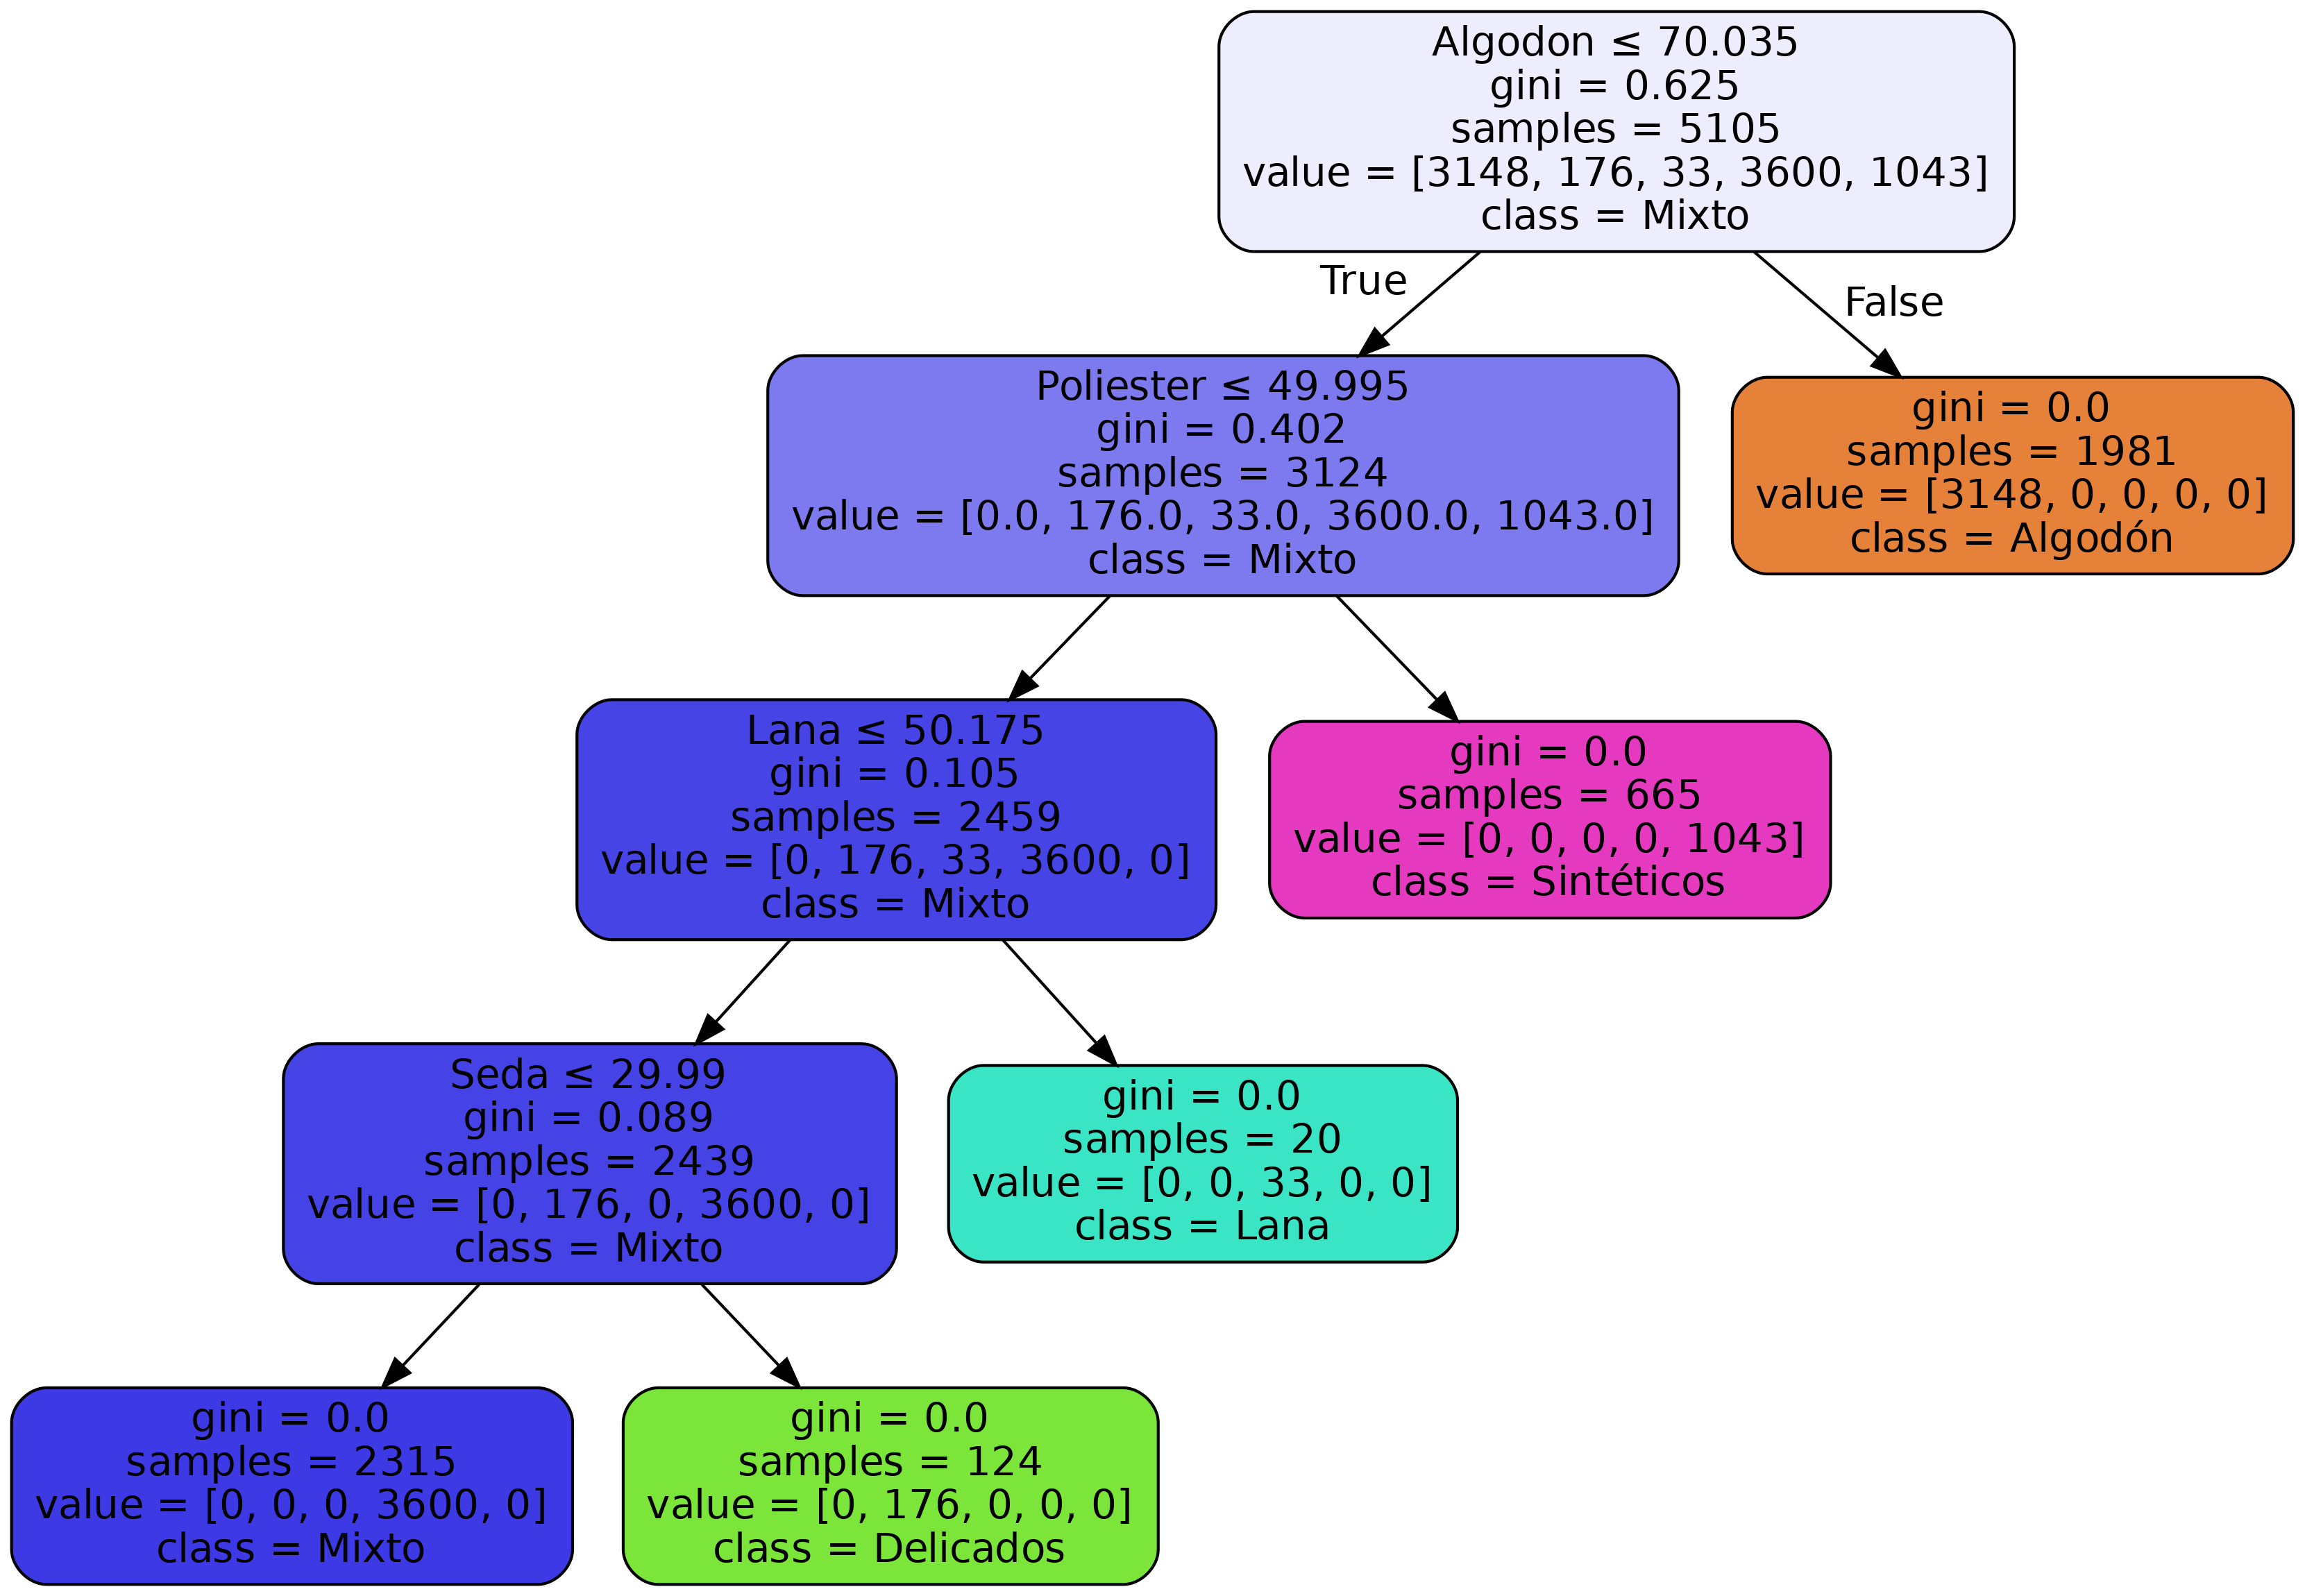 Algodon ≤ 70.035
gini = 0.625
samples = 5105
value = [3148, 176, 33, 3600, 1043]
class = Mixto
True
False
Poliester ≤ 49.995
gini = 0.402
samples = 3124
value = [0.0, 176.0, 33.0, 3600.0, 1043.0]
class = Mixto
gini = 0.0
samples = 1981
value = [3148, 0, 0, 0, 0]
class = Algodón
Lana ≤ 50.175
gini = 0.105
samples = 2459
value = [0, 176, 33, 3600, 0]
class = Mixto
gini = 0.0
samples = 665
value = [0, 0, 0, 0, 1043]
class = Sintéticos
Seda ≤ 29.99
gini = 0.089
samples = 2439
value = [0, 176, 0, 3600, 0]
class = Mixto
gini = 0.0
samples = 20
value = [0, 0, 33, 0, 0]
class = Lana
gini = 0.0
samples = 2315
value = [0, 0, 0, 3600, 0]
class = Mixto
gini = 0.0
samples = 124
value = [0, 176, 0, 0, 0]
class = Delicados